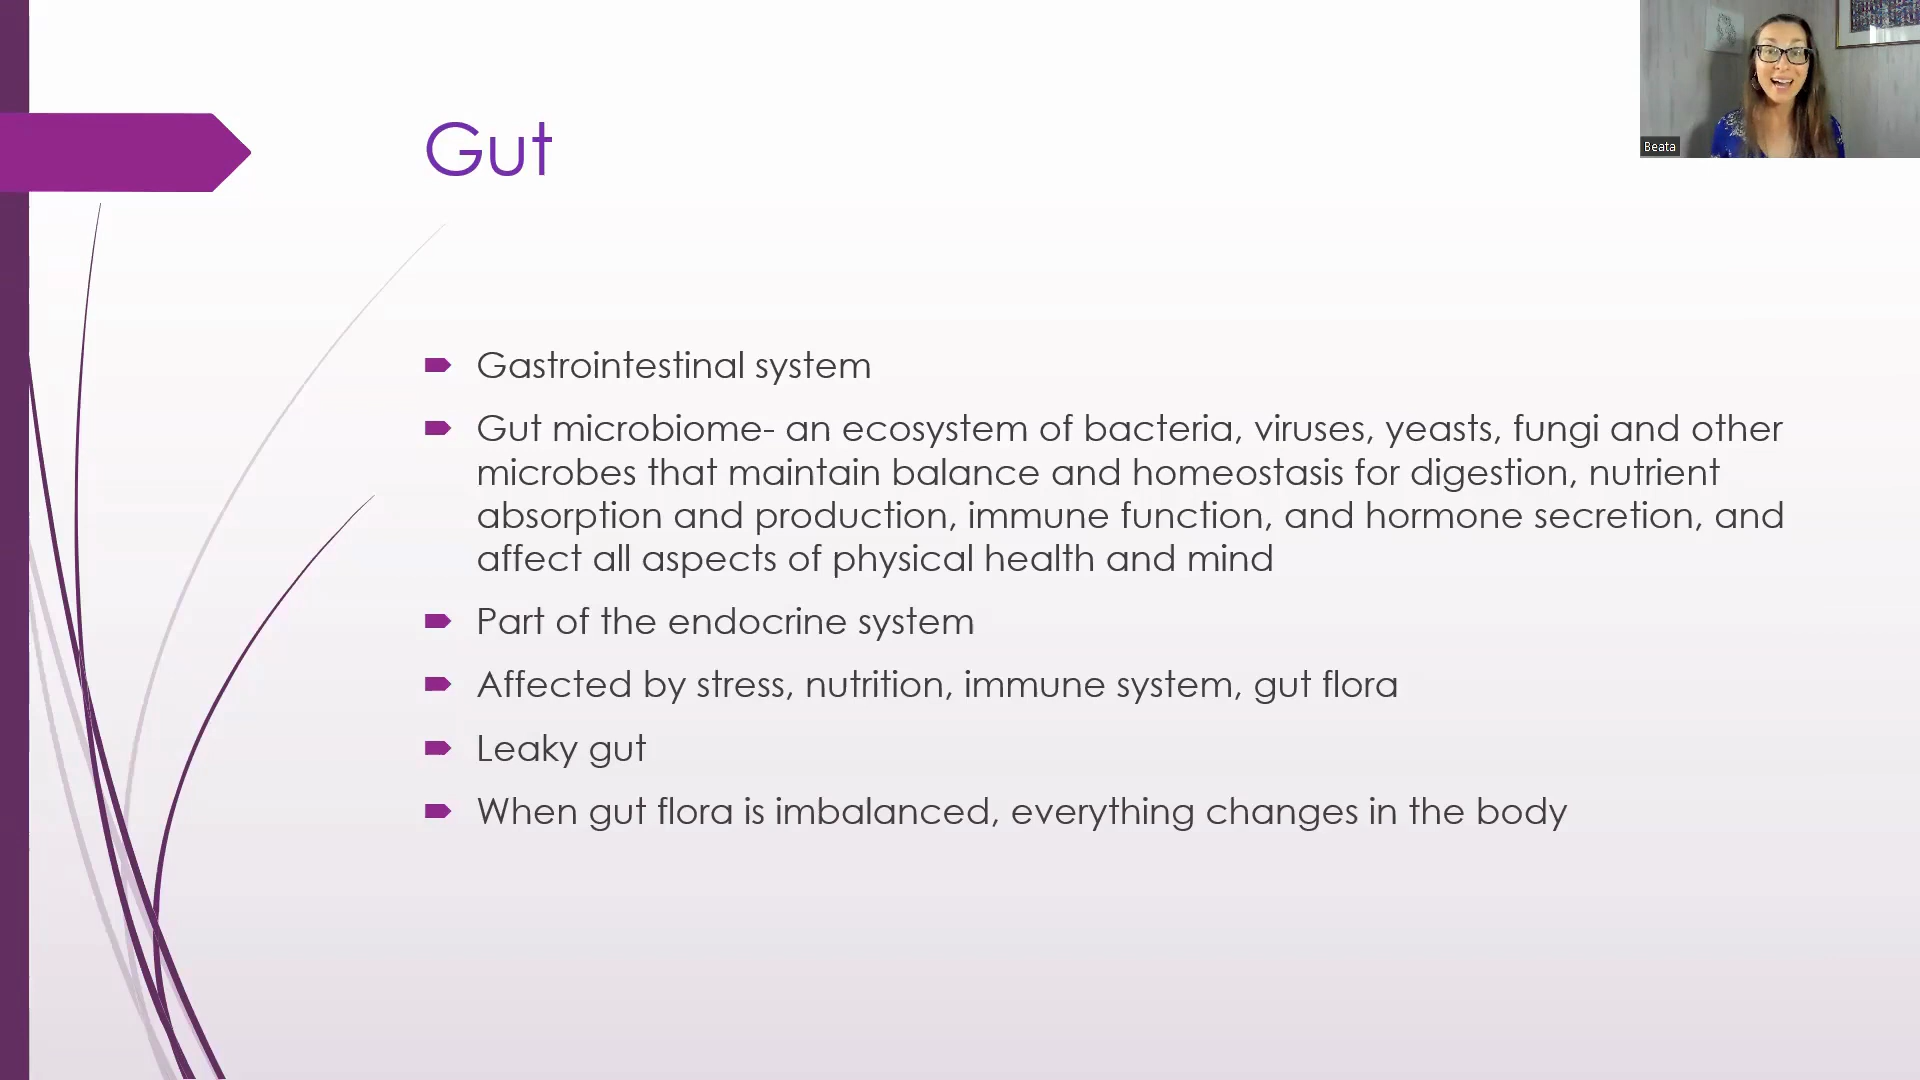 Gut
Gastrointestinal system
Gut microbiome- an ecosystem of bacteria, viruses, yeasts, fungi and other
microbes that maintain balance and homeostasis for digestion, nutrient
absorption and production, immune function, and hormone secretion, and
affect all aspects of physical health and mind
Part of the endocrine system
Affected by stress, nutrition, immune system, gut flora
Leaky gut
When gut flora is imbalanced, everything changes in the body
Beata